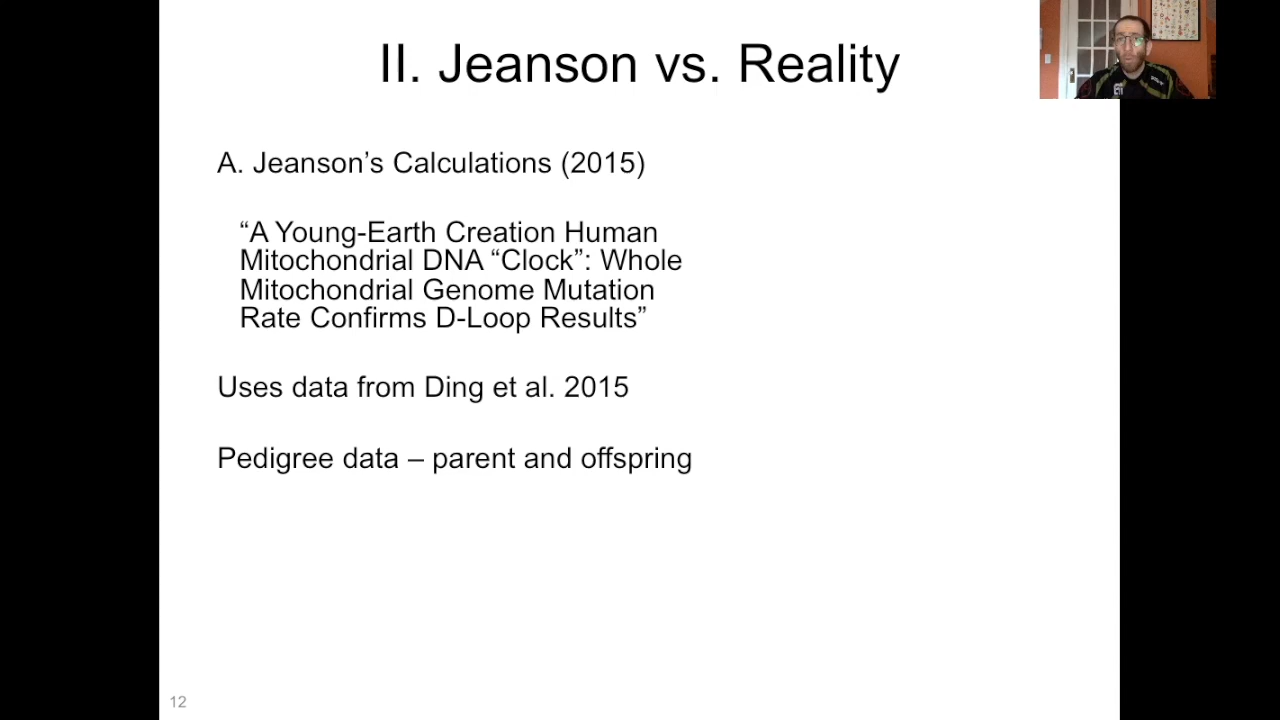 II. Jeanson vs. Reality
A. Jeanson’s Calculations (2015)
“A Young-Earth Creation Human
Mitochondrial DNA “Clock”: Whole
Mitochondrial Genome Mutation
Rate Confirms D-Loop Results”
Uses data from Ding et al. 2015
Pedigree data – parent and offspring
12